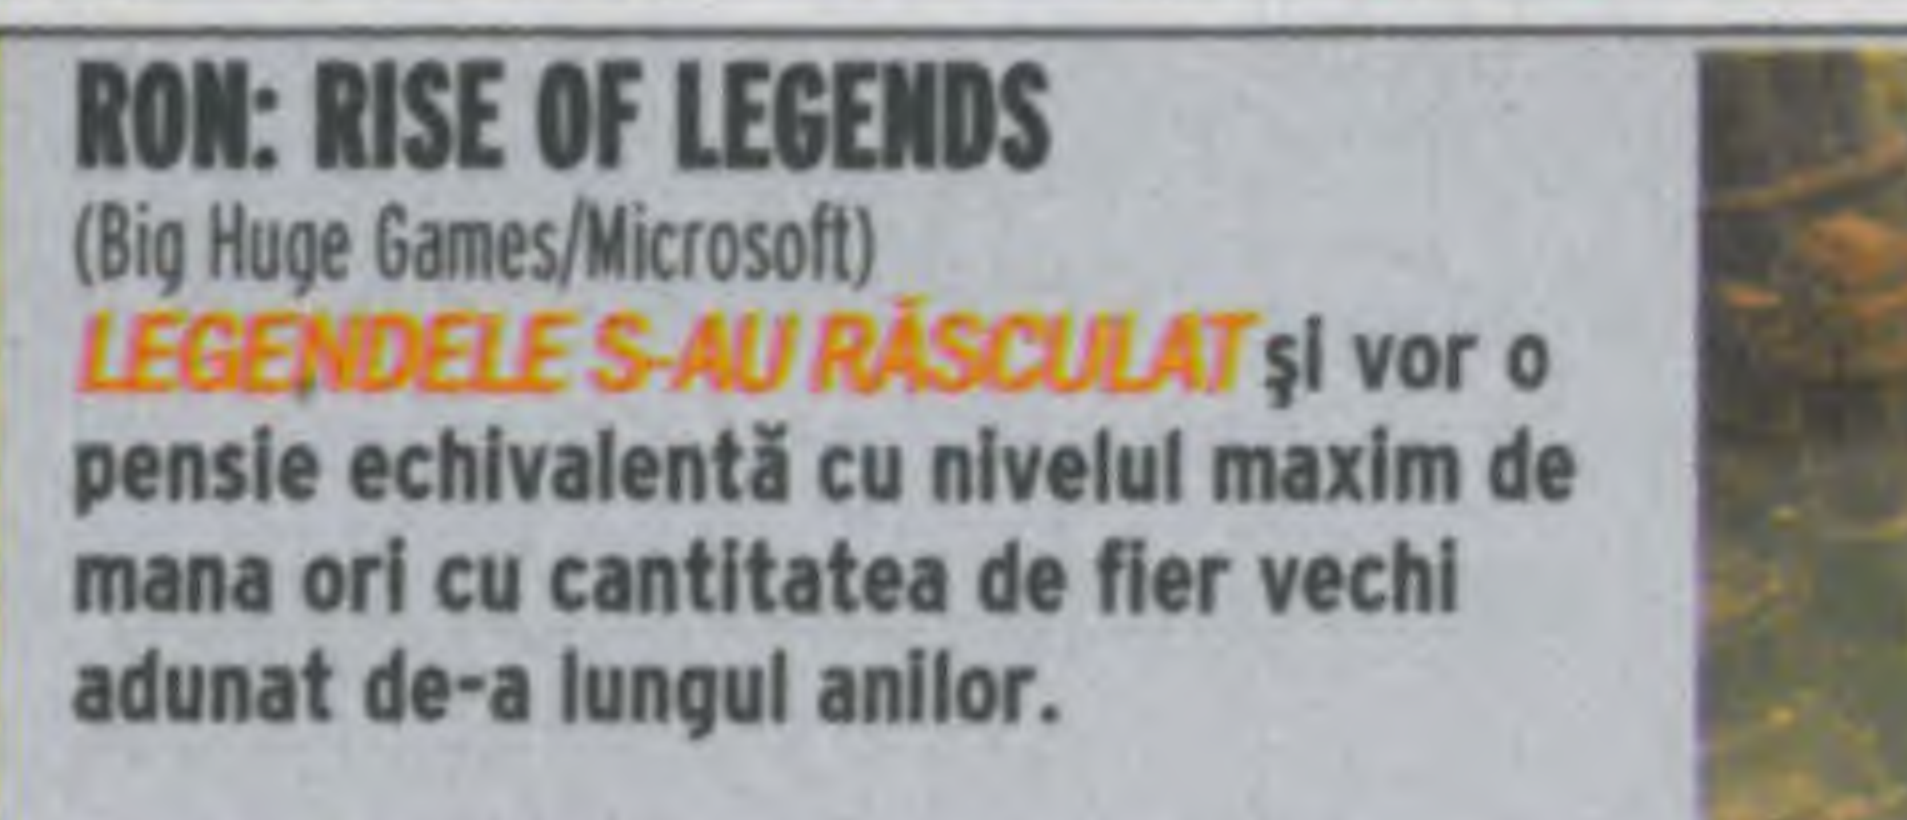 RON: RISE OF LEGENDS
(Big Huge Games/Microsoft)
LEGENDELE S-AU RĂSCULAT şi vor o
pensie echivalentă cu nivelul maxim de
mana ori cu cantitatea de fier vechi
adunat de-a lungul anilor.